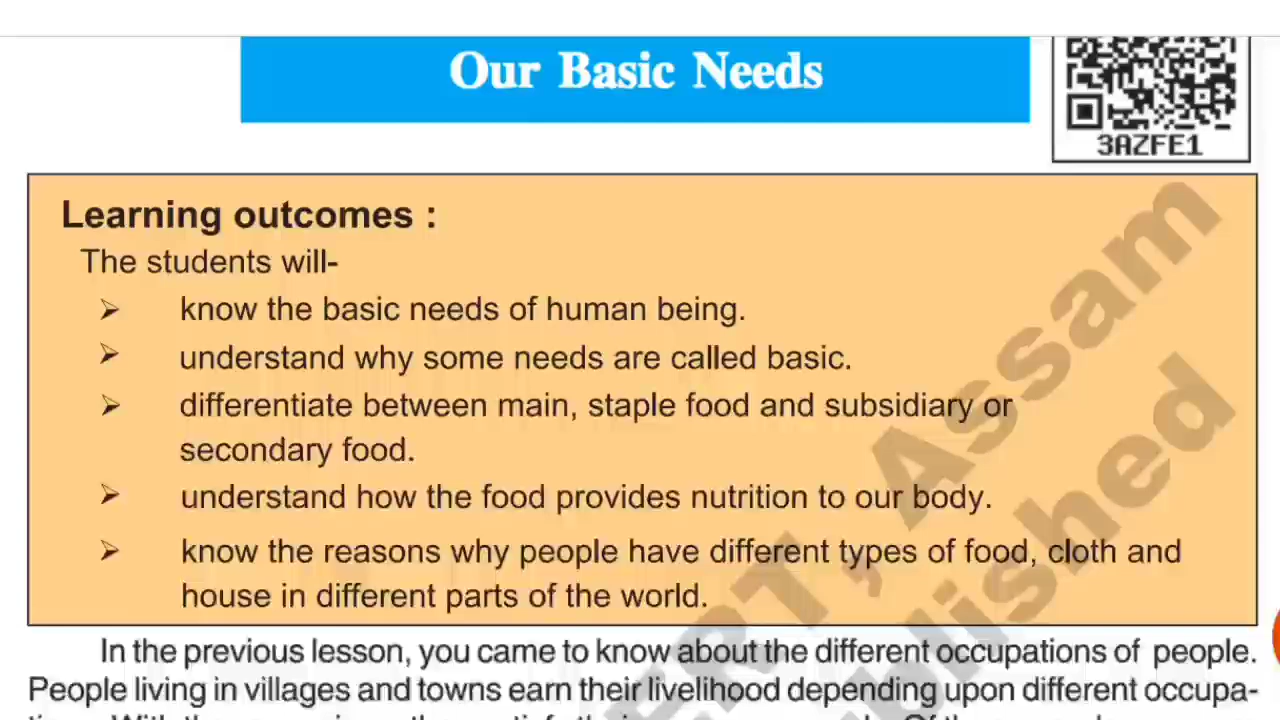 Our Basic Needs
3AZFE1
Learning outcomes :
The students will-
➢ know the basic needs of human being.
➢ understand why some needs are called basic.
➢ differentiate between main, staple food and subsidiary or
secondary food.
➢ understand how the food provides nutrition to our body.
➢ know the reasons why people have different types of food, cloth and
house in different parts of the world.
In the previous lesson, you came to know about the different occupations of people.
People living in villages and towns earn their livelihood depending upon different occupa-
ERT, Assam
blished